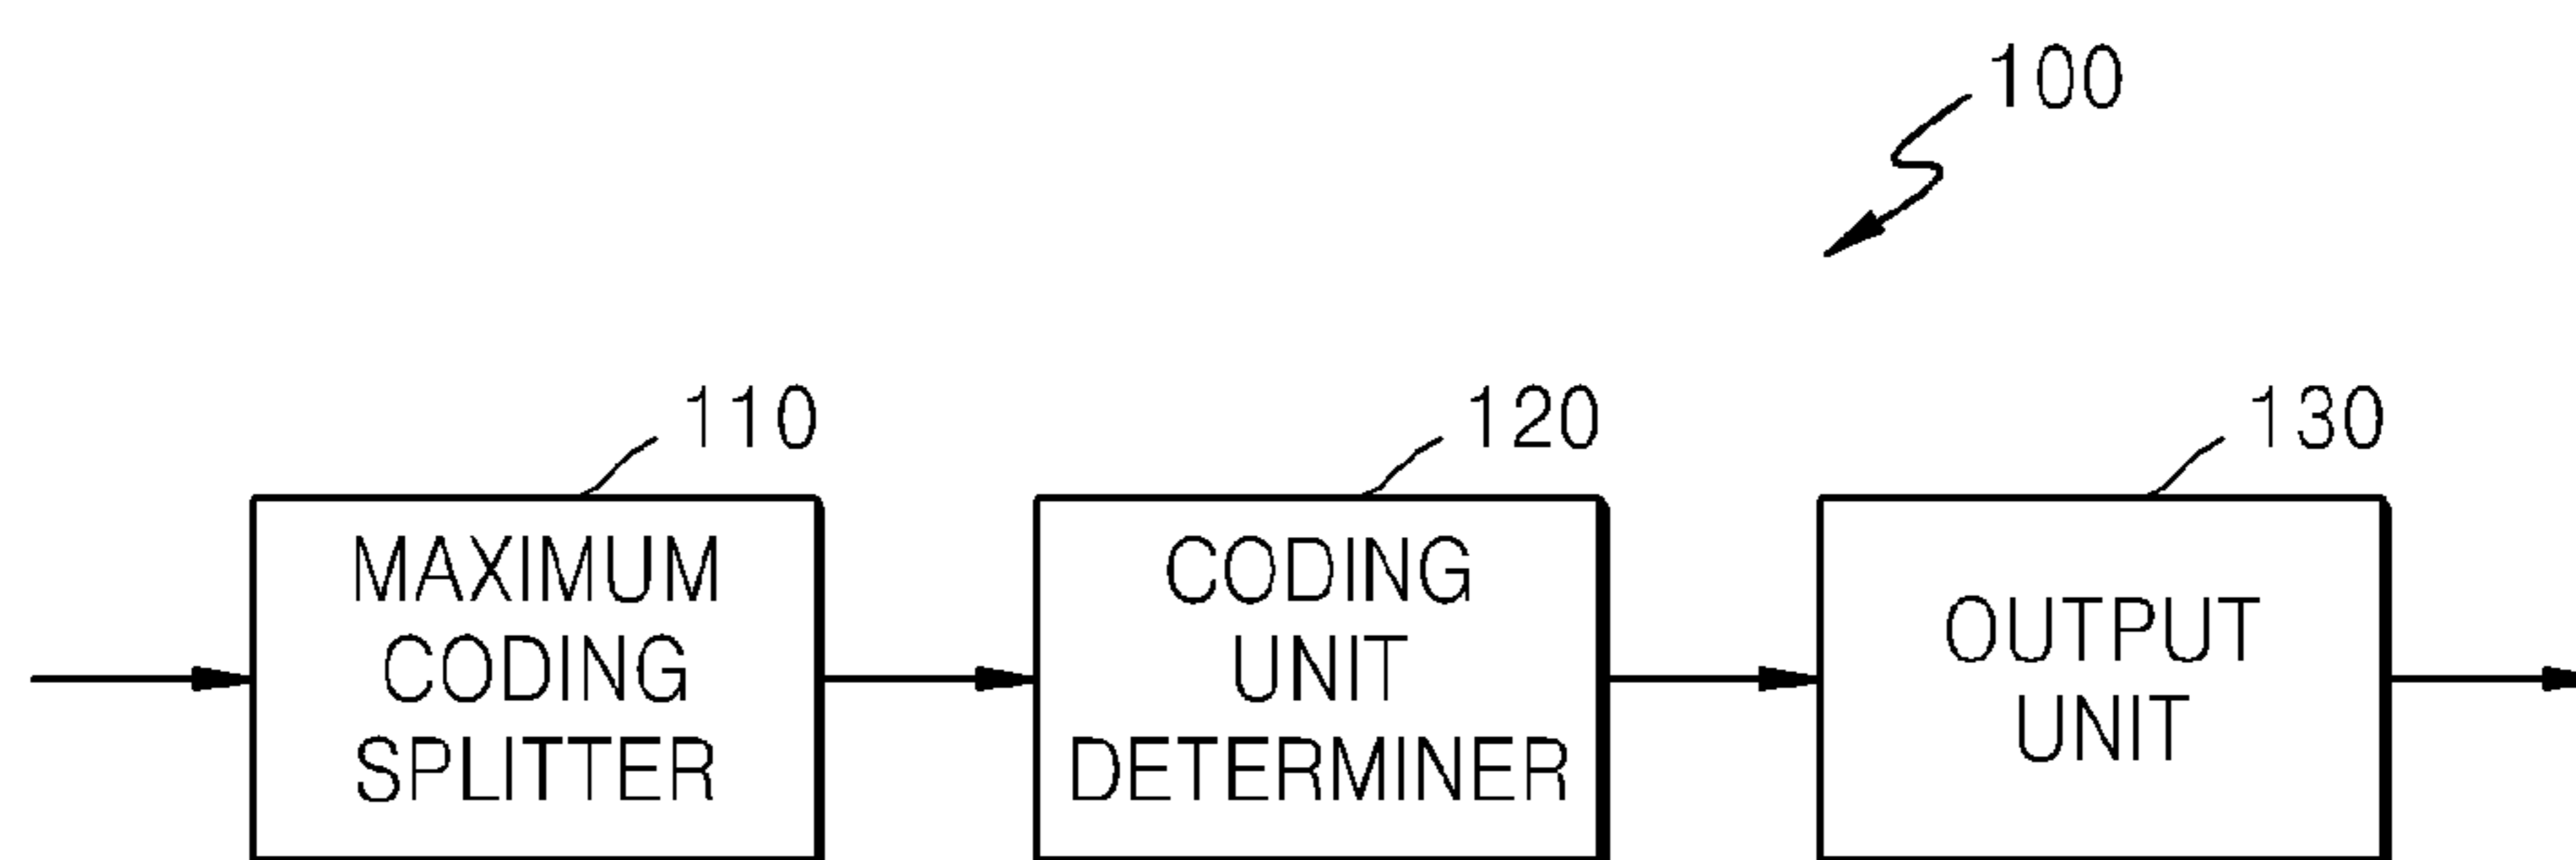 100
110
120
130
MAXIMUM
CODING
SPLITTER
CODING
UNIT
DETERMINER
OUTPUT
UNIT